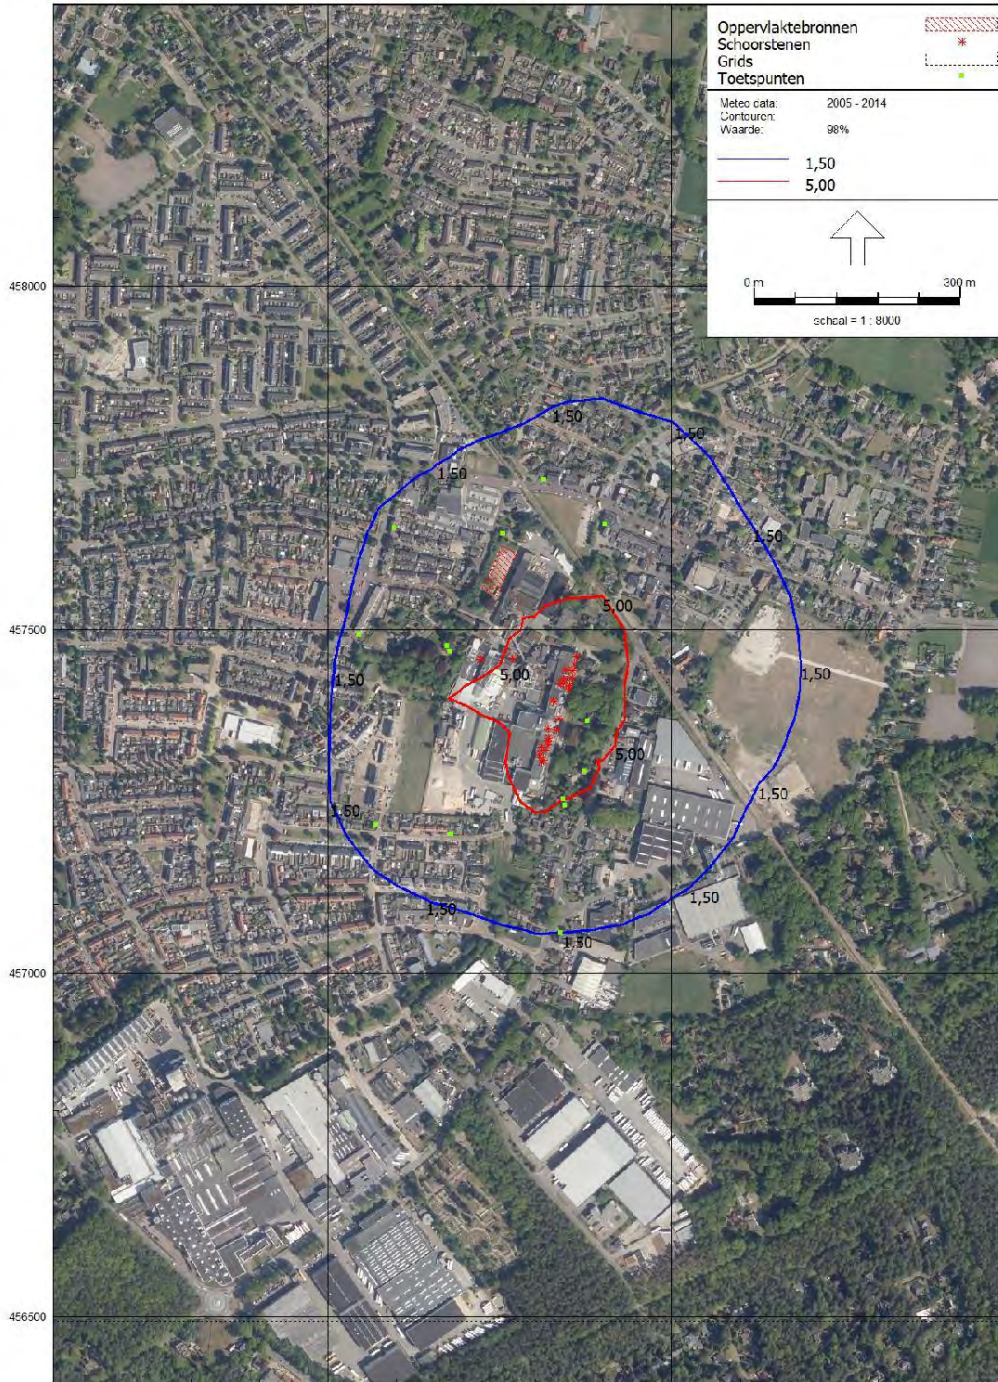 Oppervlaktebronnen
Schoorstenen
Grids
Toetspunten
Meteo data: 2005 - 2014
Contouren:
Waarde: 98%
1,50
5,00
0 m 300 m
schaal = 1 : 8000
458000
1,50
1,50
1,50
1,50
5,00
457500
5,00
1,50
1,50
5,00
1,50
1,50
1,50
1,50
1,50
457000
456500